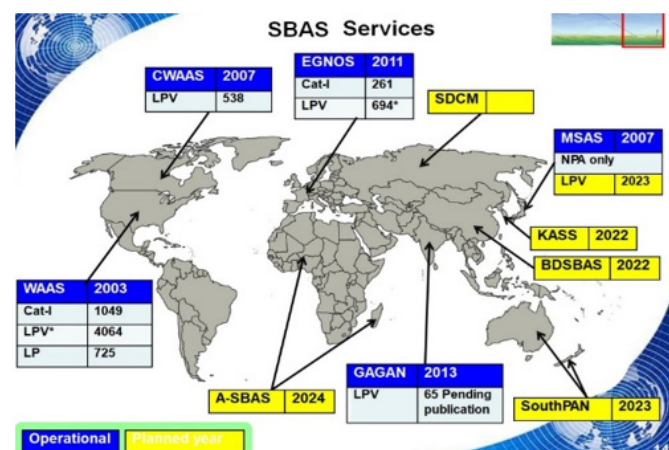 SBAS Services
CWAAS 2007
LPV 538
EGNOS 2011
Cat-I 261
LPV 694*
SDCM
MSAS 2007
NPA only
LPV 2023
KASS 2022
BDSBAS 2022
WAAS 2003
Cat-I 1049
LPV* 4064
LP 725
A-SBAS 2024
GAGAN 2013
LPV 65 Pending
publication
SouthPAN 2023
Operational Planned year